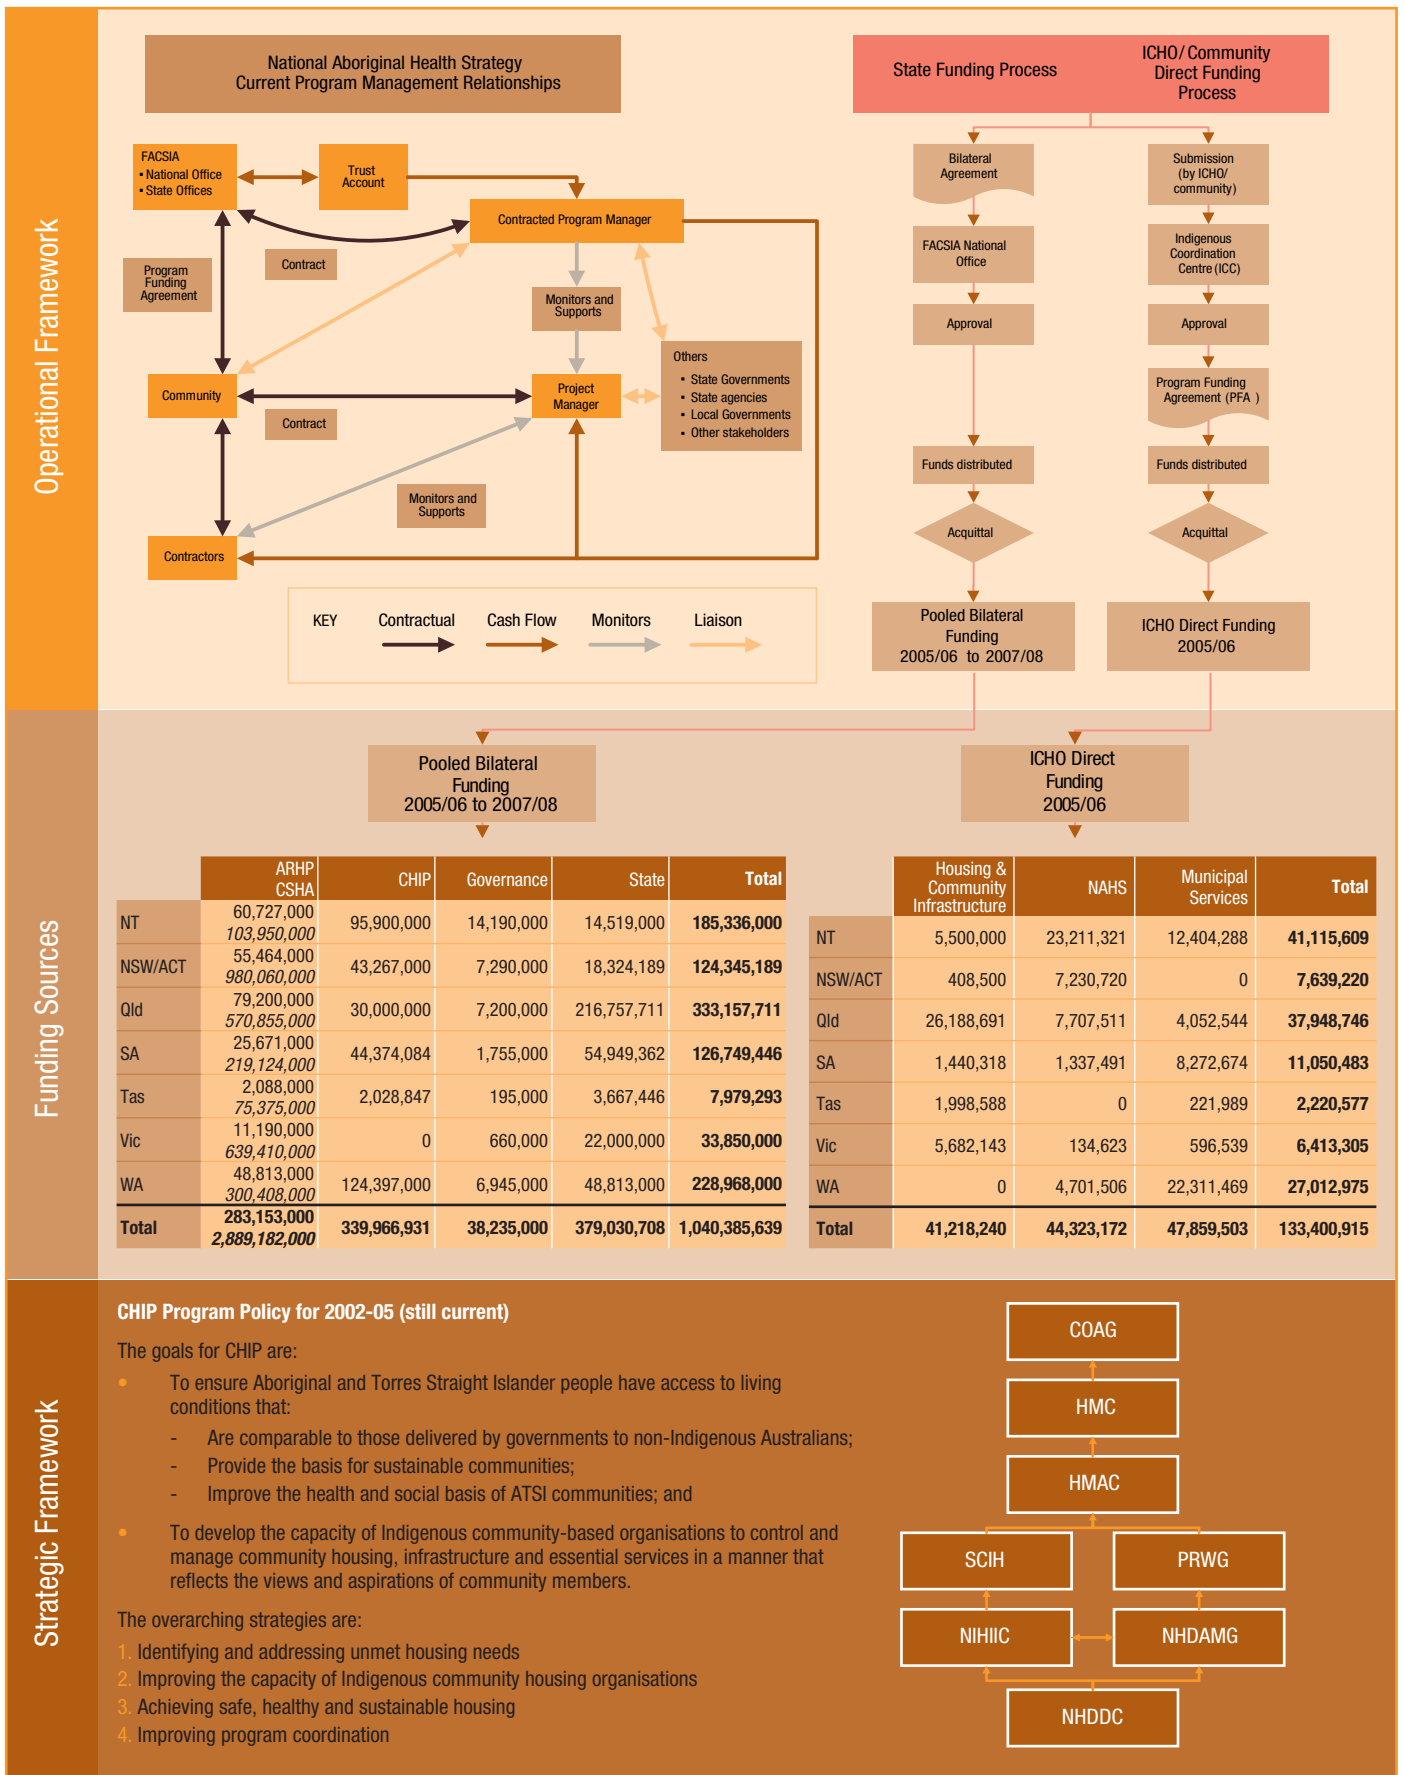 Operational Framework
National Aboriginal Health Strategy
Current Program Management Relationships
FACSIA
▪ National Office
▪ State Offices
Trust
Account
Contracted Program Manager
Contract
Program
Funding
Agreement
Monitors and
Supports
Others
▪ State Governments
▪ State agencies
▪ Local Governments
▪ Other stakeholders
Community
Project
Manager
Contract
Monitors and
Supports
Contractors
KEY Contractual Cash Flow Monitors Liaison
State Funding Process
ICHO/ Community
Direct Funding
Process
Bilateral
Agreement
FACSIA National
Office
Approval
Funds distributed
Acquittal
Pooled Bilateral
Funding
2005/06 to 2007/08
Submission
(by ICHO/
community)
Indigenous
Coordination
Centre (ICC)
Approval
Program Funding
Agreement (PFA )
Funds distributed
Acquittal
ICHO Direct Funding
2005/06
Funding Sources
Pooled Bilateral
Funding
2005/06 to 2007/08
ARHP
CSHA CHIP Governance State Total
NT 60,727,000
103,950,000 95,900,000 14,190,000 14,519,000 185,336,000
NSW/ACT 55,464,000
980,060,000 43,267,000 7,290,000 18,324,189 124,345,189
Qld 79,200,000
570,855,000 30,000,000 7,200,000 216,757,711 333,157,711
SA 25,671,000
219,124,000 44,374,084 1,755,000 54,949,362 126,749,446
Tas 2,088,000
75,375,000 2,028,847 195,000 3,667,446 7,979,293
Vic 11,190,000
639,410,000 0 660,000 22,000,000 33,850,000
WA 48,813,000
300,408,000 124,397,000 6,945,000 48,813,000 228,968,000
Total 283,153,000
2,889,182,000 339,966,931 38,235,000 379,030,708 1,040,385,639
ICHO Direct
Funding
2005/06
Housing &
Community
Infrastructure NAHS Municipal
Services Total
NT 5,500,000 23,211,321 12,404,288 41,115,609
NSW/ACT 408,500 7,230,720 0 7,639,220
Qld 26,188,691 7,707,511 4,052,544 37,948,746
SA 1,440,318 1,337,491 8,272,674 11,050,483
Tas 1,998,588 0 221,989 2,220,577
Vic 5,682,143 134,623 596,539 6,413,305
WA 0 4,701,506 22,311,469 27,012,975
Total 41,218,240 44,323,172 47,859,503 133,400,915
Strategic Framework
CHIP Program Policy for 2002-05 (still current)
The goals for CHIP are:
• To ensure Aboriginal and Torres Straight Islander people have access to living
conditions that:
- Are comparable to those delivered by governments to non-Indigenous Australians;
- Provide the basis for sustainable communities;
- Improve the health and social basis of ATSI communities; and
• To develop the capacity of Indigenous community-based organisations to control and
manage community housing, infrastructure and essential services in a manner that
reflects the views and aspirations of community members.
The overarching strategies are:
1. Identifying and addressing unmet housing needs
2. Improving the capacity of Indigenous community housing organisations
3. Achieving safe, healthy and sustainable housing
4. Improving program coordination
COAG
HMC
HMAC
SCIH PRWG
NIHIIC NHDAMG
NHDDC